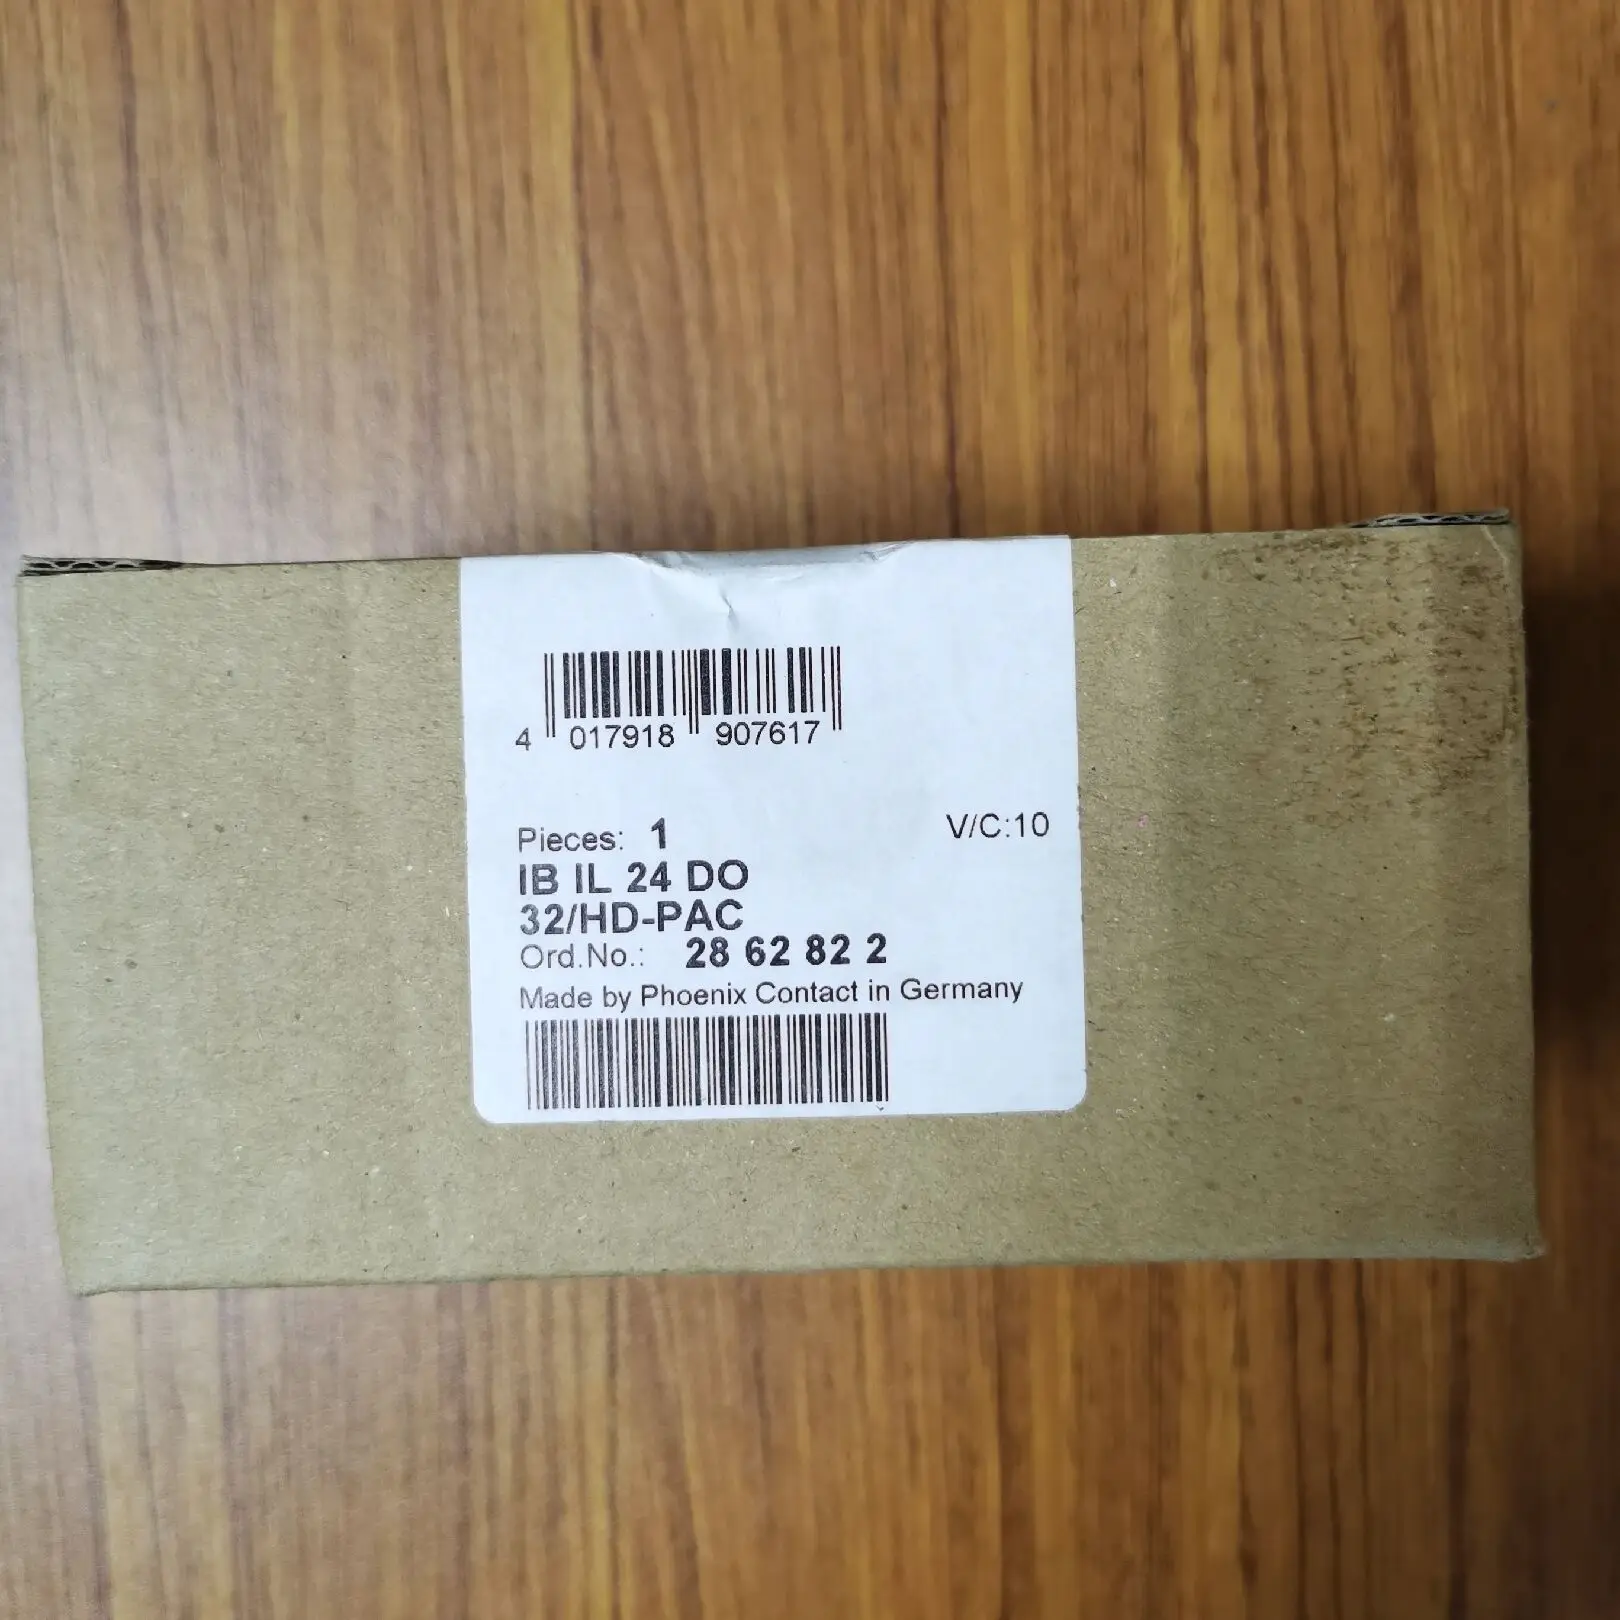 4 017918 907617
Pieces: 1 V/C:10
IB IL 24 DO
32/HD-PAC
Ord.No.: 28 62 82 2
Made by Phoenix Contact in Germany